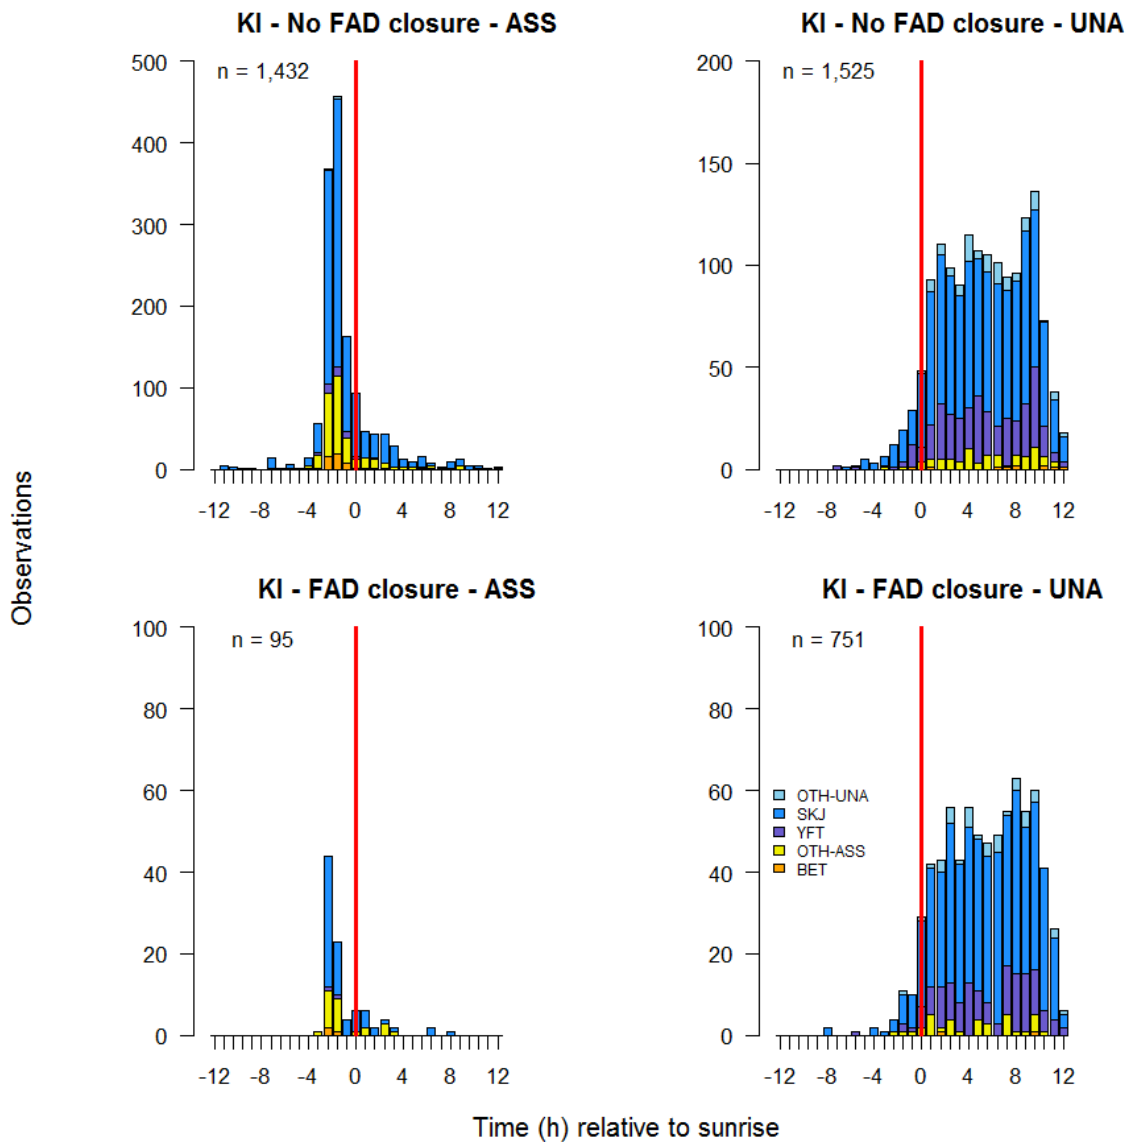 KI - No FAD closure - ASS
n = 1,432
500
400
300
200
100
0
-12 -8 -4 0 4 8 12
KI - No FAD closure - UNA
n = 1,525
200
150
100
50
0
-12 -8 -4 0 4 8 12
Observations
KI - FAD closure - ASS
n = 95
100
80
60
40
20
0
-12 -8 -4 0 4 8 12
KI - FAD closure - UNA
n = 751
100
80
60
40
20
0
OTH-UNA
SKJ
YFT
OTH-ASS
BET
-12 -8 -4 0 4 8 12
Time (h) relative to sunrise